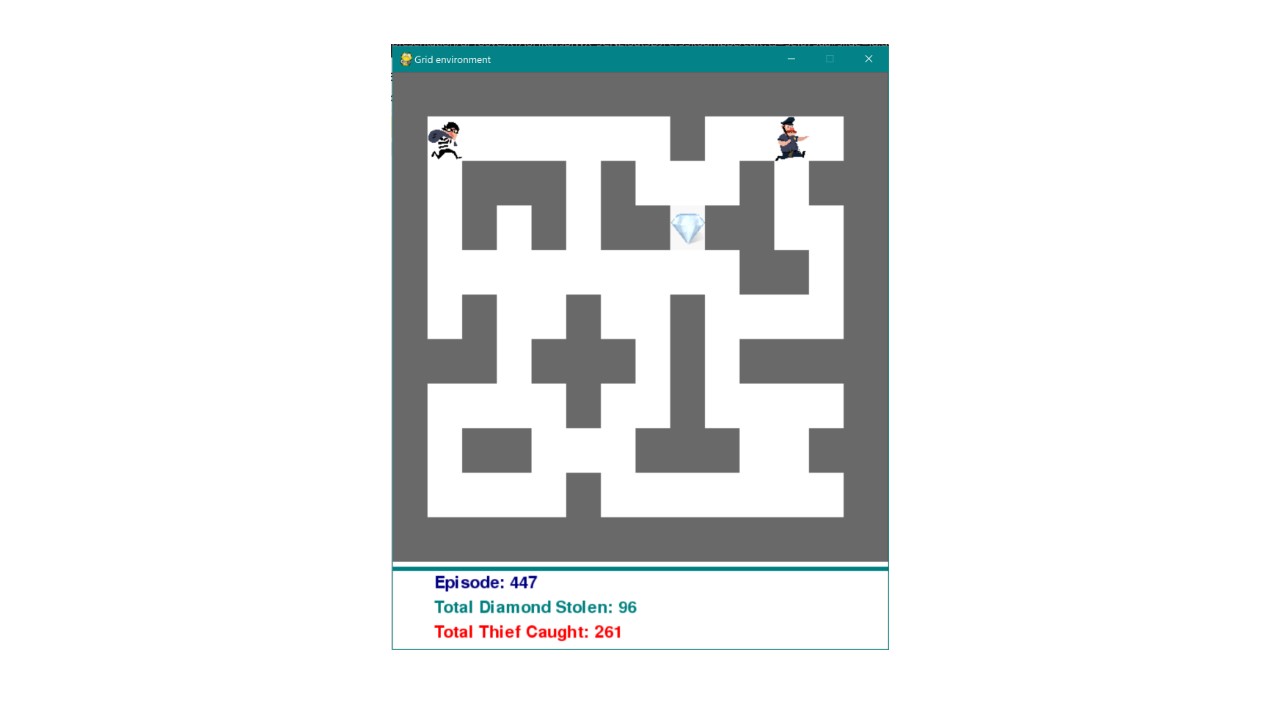 Grid environment
Episode: 447
Total Diamond Stolen: 96
Total Thief Caught: 261